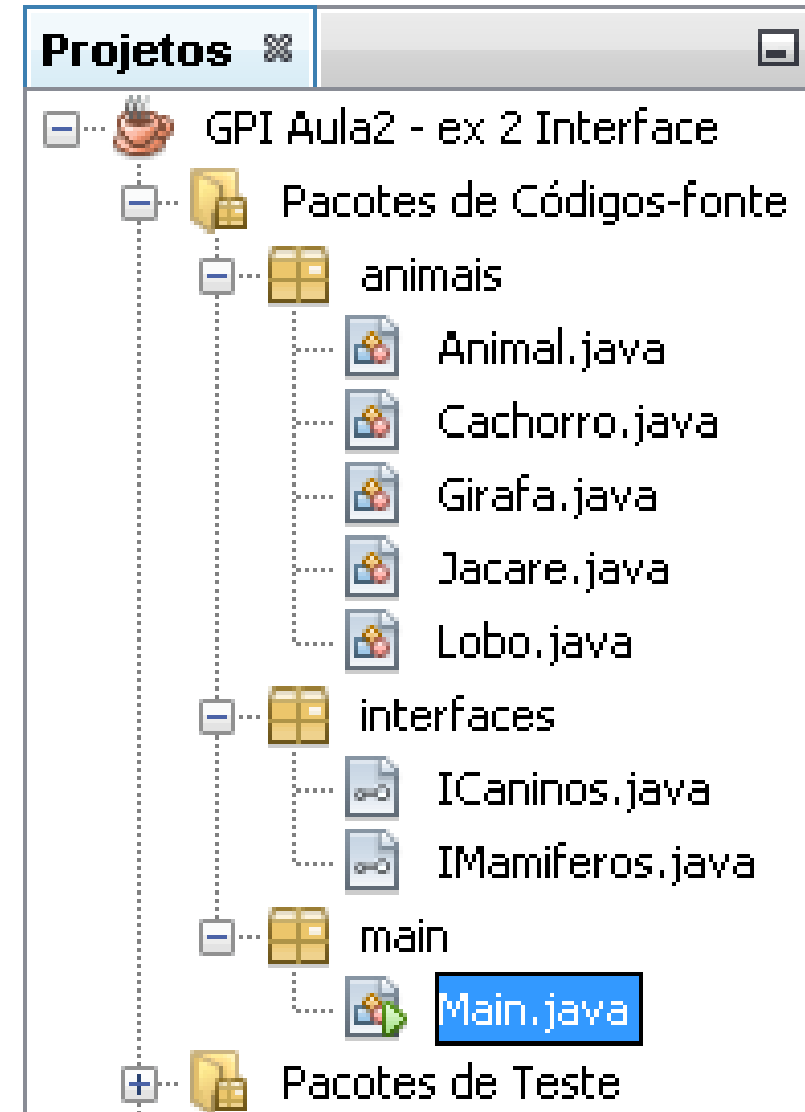 Projetos
GPI Aula2 - ex 2 Interface
Pacotes de Códigos-fonte
animais
Animal.java
Cachorro.java
Girafa.java
Jacare.java
Lobo.java
interfaces
ICaninos.java
IMamiferos.java
main
Main.java
Pacotes de Teste